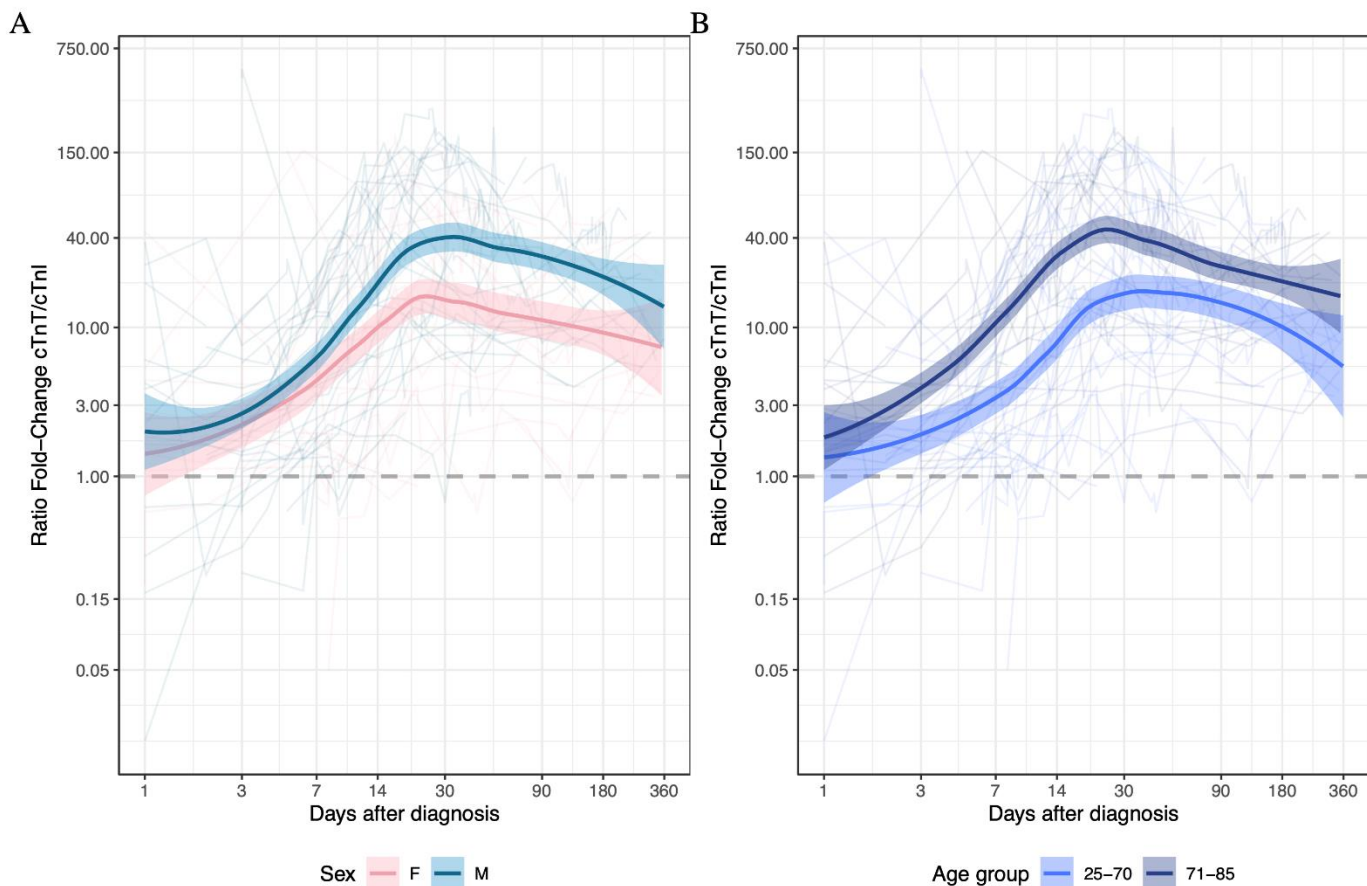 A
Ratio Fold-Change cTnT/cTnI
750.00
150.00
40.00
10.00
3.00
1.00
0.15
0.05
1 3 7 14 30 90 180 360
Days after diagnosis
Sex F M
B
Ratio Fold-Change cTnT/cTnI
750.00
150.00
40.00
10.00
3.00
1.00
0.15
0.05
1 3 7 14 30 90 180 360
Days after diagnosis
Age group 25-70 71-85